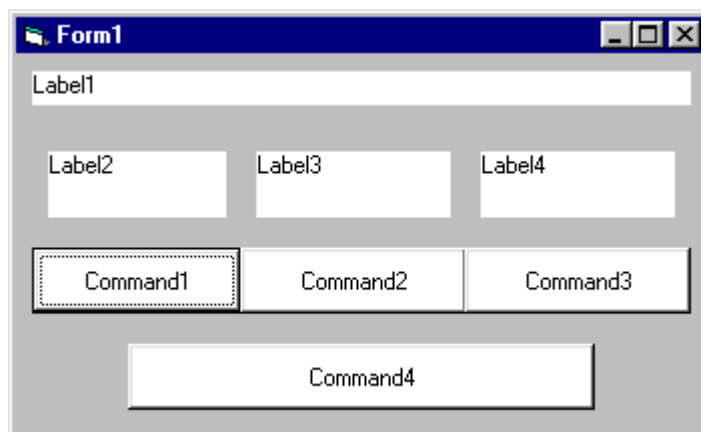 Form1
Label1
Label2 Label3 Label4
Command1 Command2 Command3
Command4